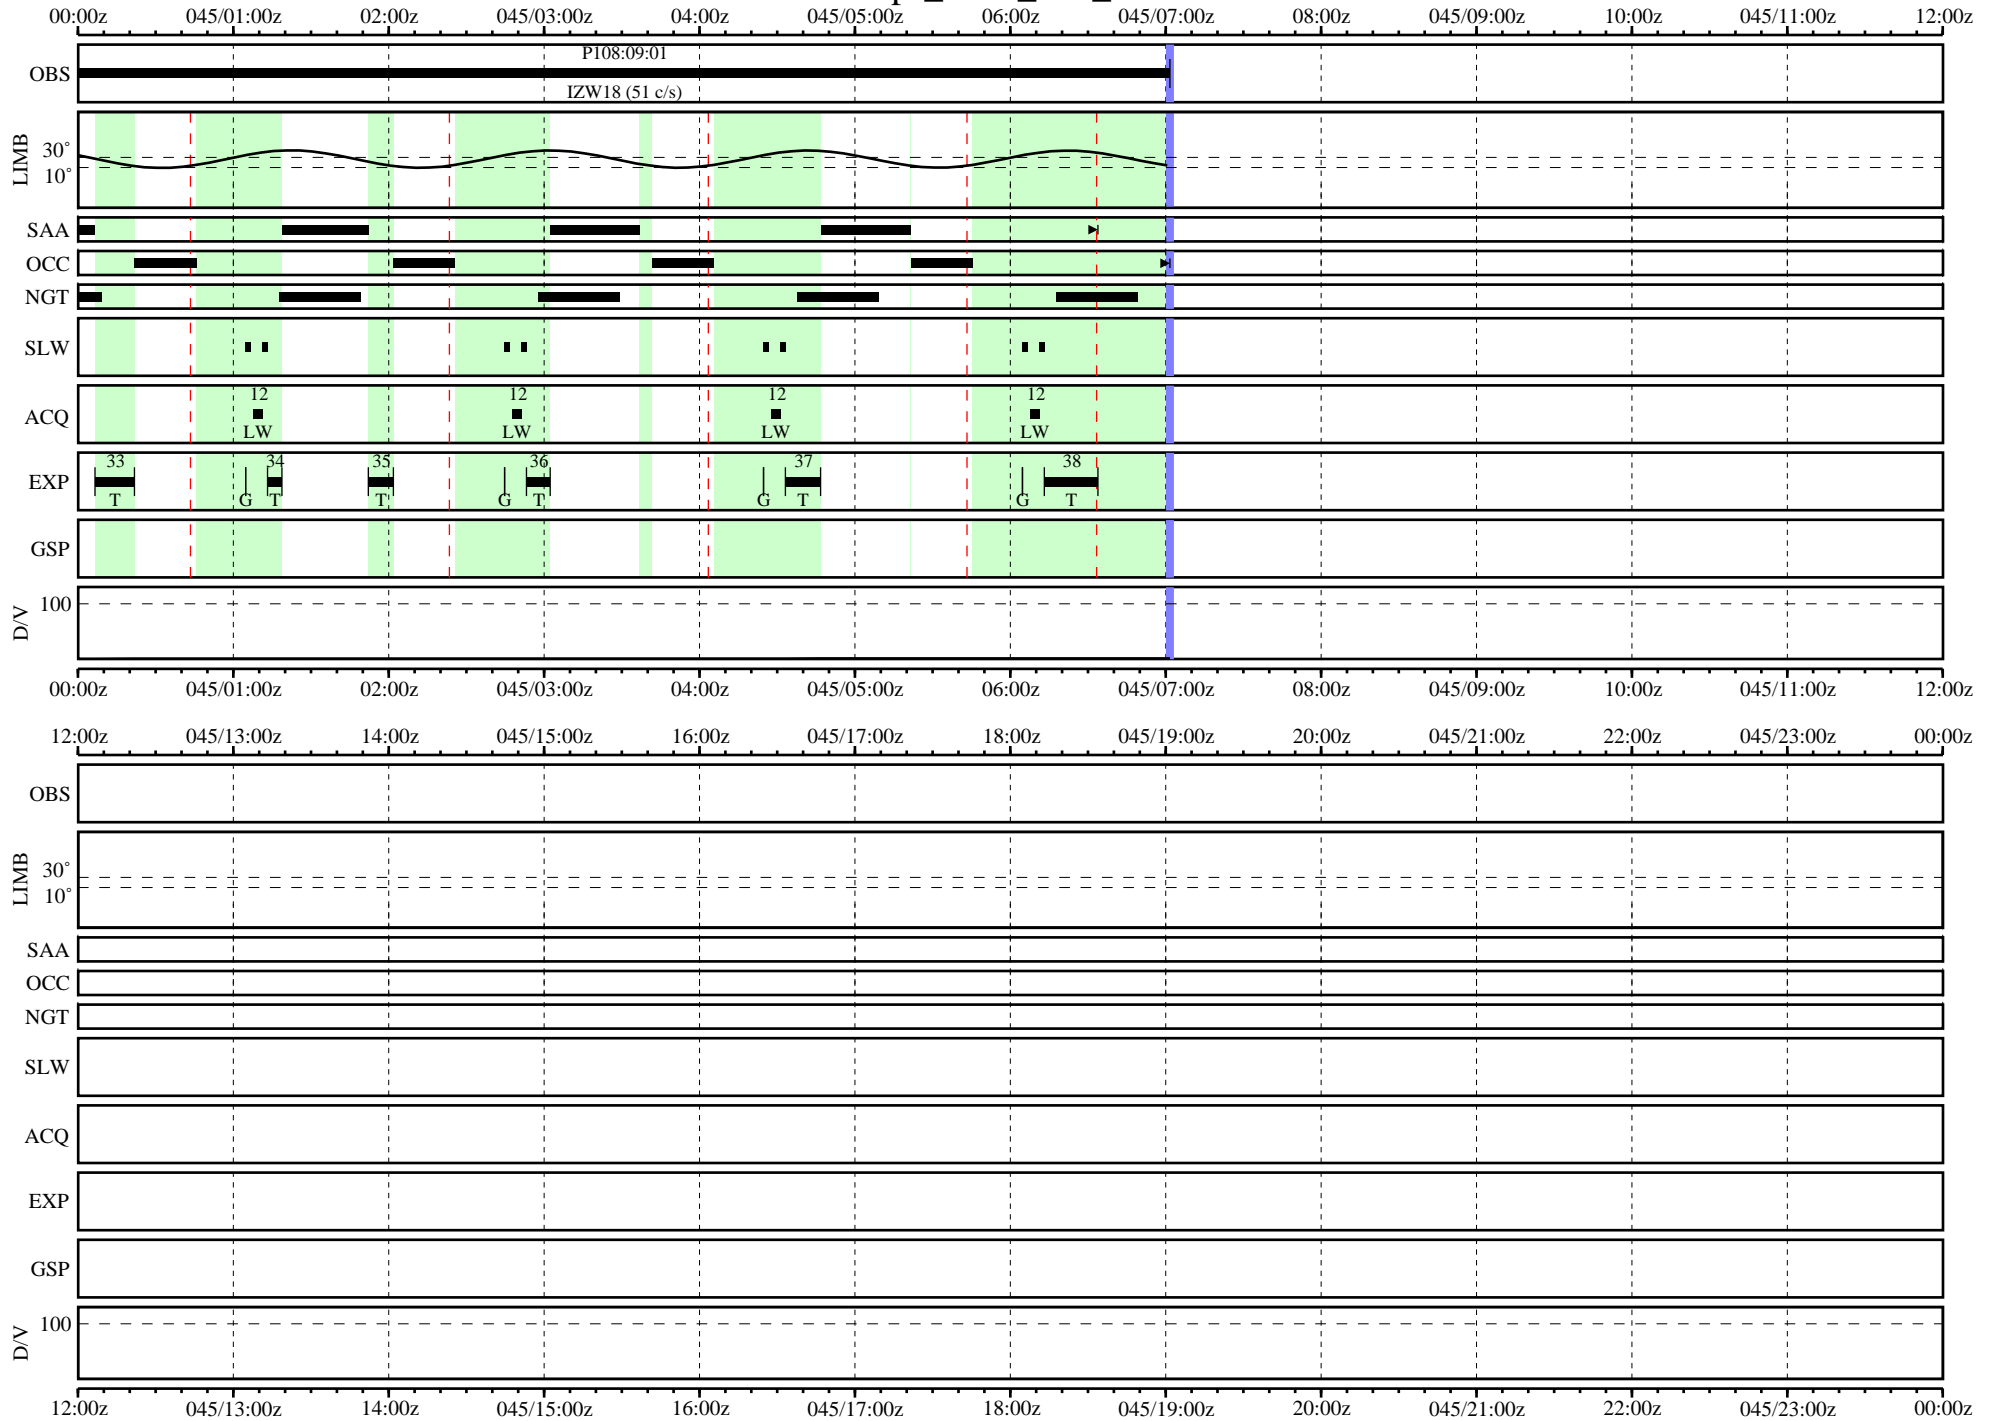 00:00z 045/01:00z 02:00z 045/03:00z 04:00z 045/05:00z 06:00z 045/07:00z 08:00z 045/09:00z 10:00z 045/11:00z 12:00z
P108:09:01
OBS
IZW18 (51 c/s)
LIMB
30°
10°
SAA
OCC
NGT
SLW
12 12 12 12
ACQ
LW LW LW LW
33 34 35 36 37 38
EXP
T G T T G T G T G T
GSP
D/V
100
00:00z 045/01:00z 02:00z 045/03:00z 04:00z 045/05:00z 06:00z 045/07:00z 08:00z 045/09:00z 10:00z 045/11:00z 12:00z
12:00z 045/13:00z 14:00z 045/15:00z 16:00z 045/17:00z 18:00z 045/19:00z 20:00z 045/21:00z 22:00z 045/23:00z 00:00z
OBS
LIMB
30°
10°
SAA
OCC
NGT
SLW
ACQ
EXP
GSP
D/V
100
12:00z 045/13:00z 14:00z 045/15:00z 16:00z 045/17:00z 18:00z 045/19:00z 20:00z 045/21:00z 22:00z 045/23:00z 00:00z